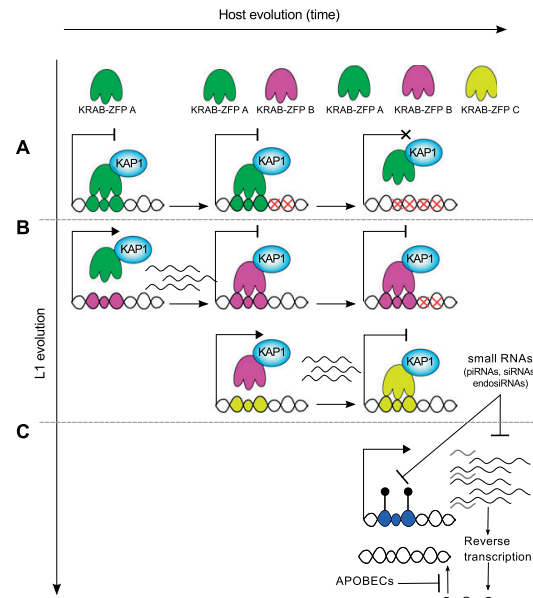 Host evolution (time)
KRAB-ZFP A
KRAB-ZFP A
KRAB-ZFP B
KRAB-ZFP A
KRAB-ZFP B
KRAB-ZFP C
A
KAP1
KAP1
KAP1
B
KAP1
KAP1
KAP1
L1 evolution
KAP1
KAP1
small RNAs
(piRNAs, siRNAs
endosiRNAs)
C
Reverse
transcription
APOBECs